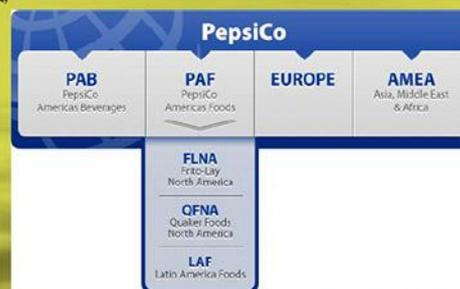 PepsiCo
PAB
PepsiCo
Americas Beverages
PAF
PepsiCo
Americas Foods
EUROPE
AMEA
Asia, Middle East
& Africa
FLNA
Frito-Lay
North America
QFNA
Quaker Foods
North America
LAF
Latin America Foods